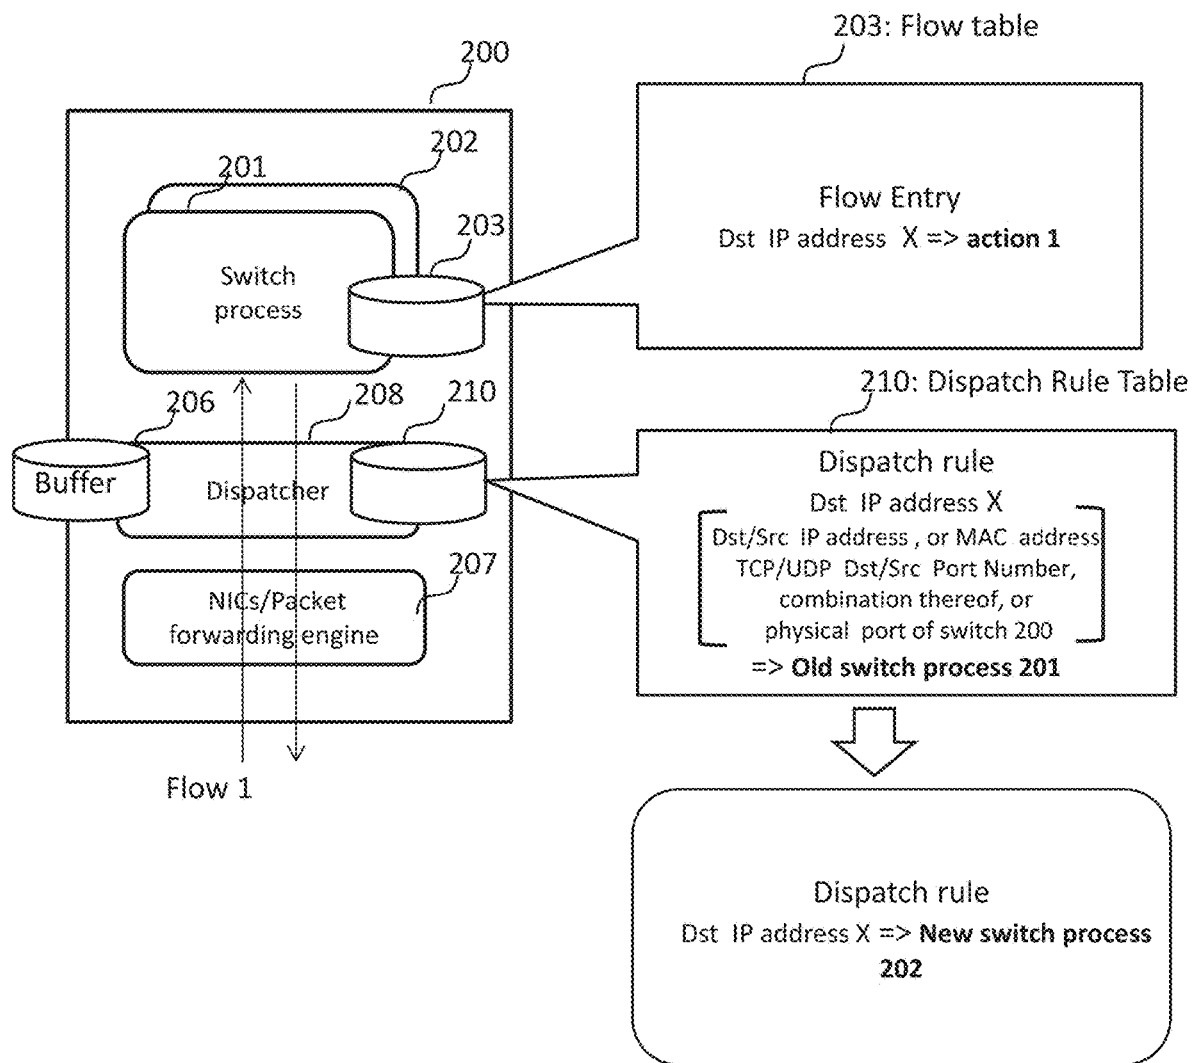 203: Flow table
200
202
201
203
Switch
process
Flow Entry
Dst IP address X => action 1
206
208
210
Buffer
Dispatcher
207
NICs/Packet
forwarding engine
Flow 1
210: Dispatch Rule Table
Dispatch rule
Dst IP address X
Dst/Src IP address , or MAC address
TCP/UDP Dst/Src Port Number,
combination thereof, or
physical port of switch 200
=> Old switch process 201
Dispatch rule
Dst IP address X => New switch process
202